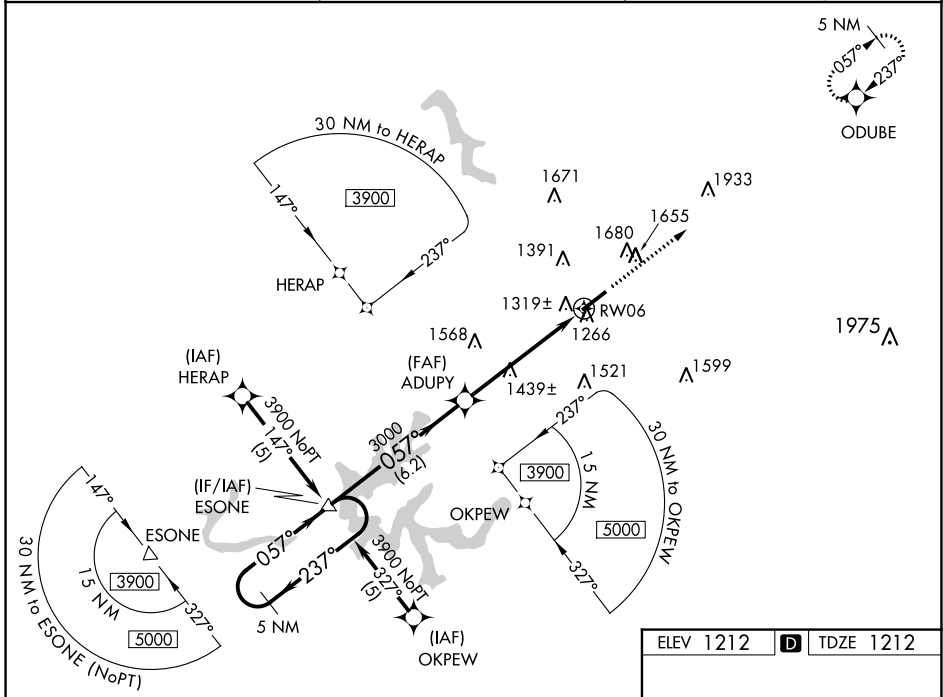 5 NM
057°
237°
ODUBE
30 NM to HERAP
3900
147°
237°
HERAP
1671
1933
1655
1680
1391
1319±
RW06
1266
1568
1975
(FAF)
ADUPY
1439±
1521
1599
(IAF)
HERAP
3900 NoPT
147°
(5)
3000
057°
(6.2)
237°
15 NM
3900
30 NM to OKPEW
5000
OKPEW
327°
(IF/IAF)
ESONE
147°
ESONE
3900
15 NM
327°
5000
30 NM to ESONE (NoPT)
057°
237°
5 NM
3900 NoPT
327°
(5)
(IAF)
OKPEW
ELEV 1212 D TDZE 1212